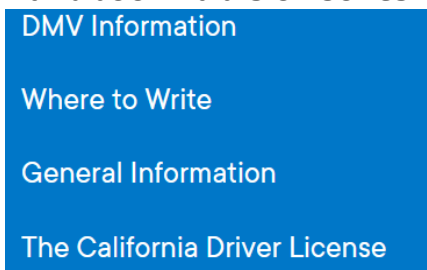 DMV Information
Where to Write
General Information
The California Driver License